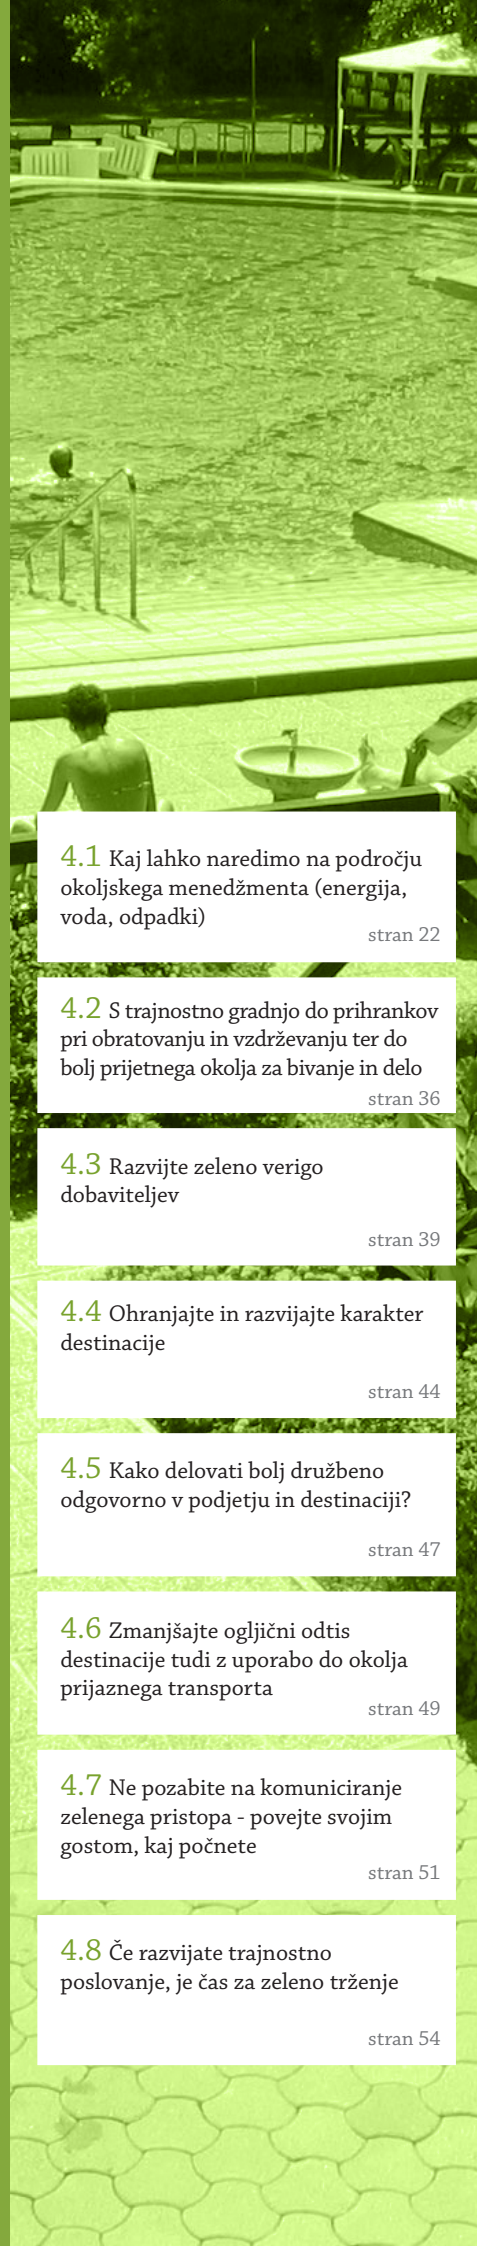 4.1 Kaj lahko naredimo na področju
okoljskega menedžmenta (energija,
voda, odpadki)
stran 22
4.2 S trajnostno gradnjo do prihrankov
pri obratovanju in vzdrževanju ter do
bolj prijetnega okolja za bivanje in delo
stran 36
4.3 Razvijte zeleno verigo
dobaviteljev
stran 39
4.4 Ohranjajte in razvijajte karakter
destinacije
stran 44
4.5 Kako delovati bolj družbeno
odgovorno v podjetju in destinaciji?
stran 47
4.6 Zmanjšajte ogljični odtis
destinacije tudi z uporabo do okolja
prijaznega transporta
stran 49
4.7 Ne pozabite na komuniciranje
zelenega pristopa - povejte svojim
gostom, kaj počnete
stran 51
4.8 Če razvijate trajnostno
poslovanje, je čas za zeleno trženje
stran 54